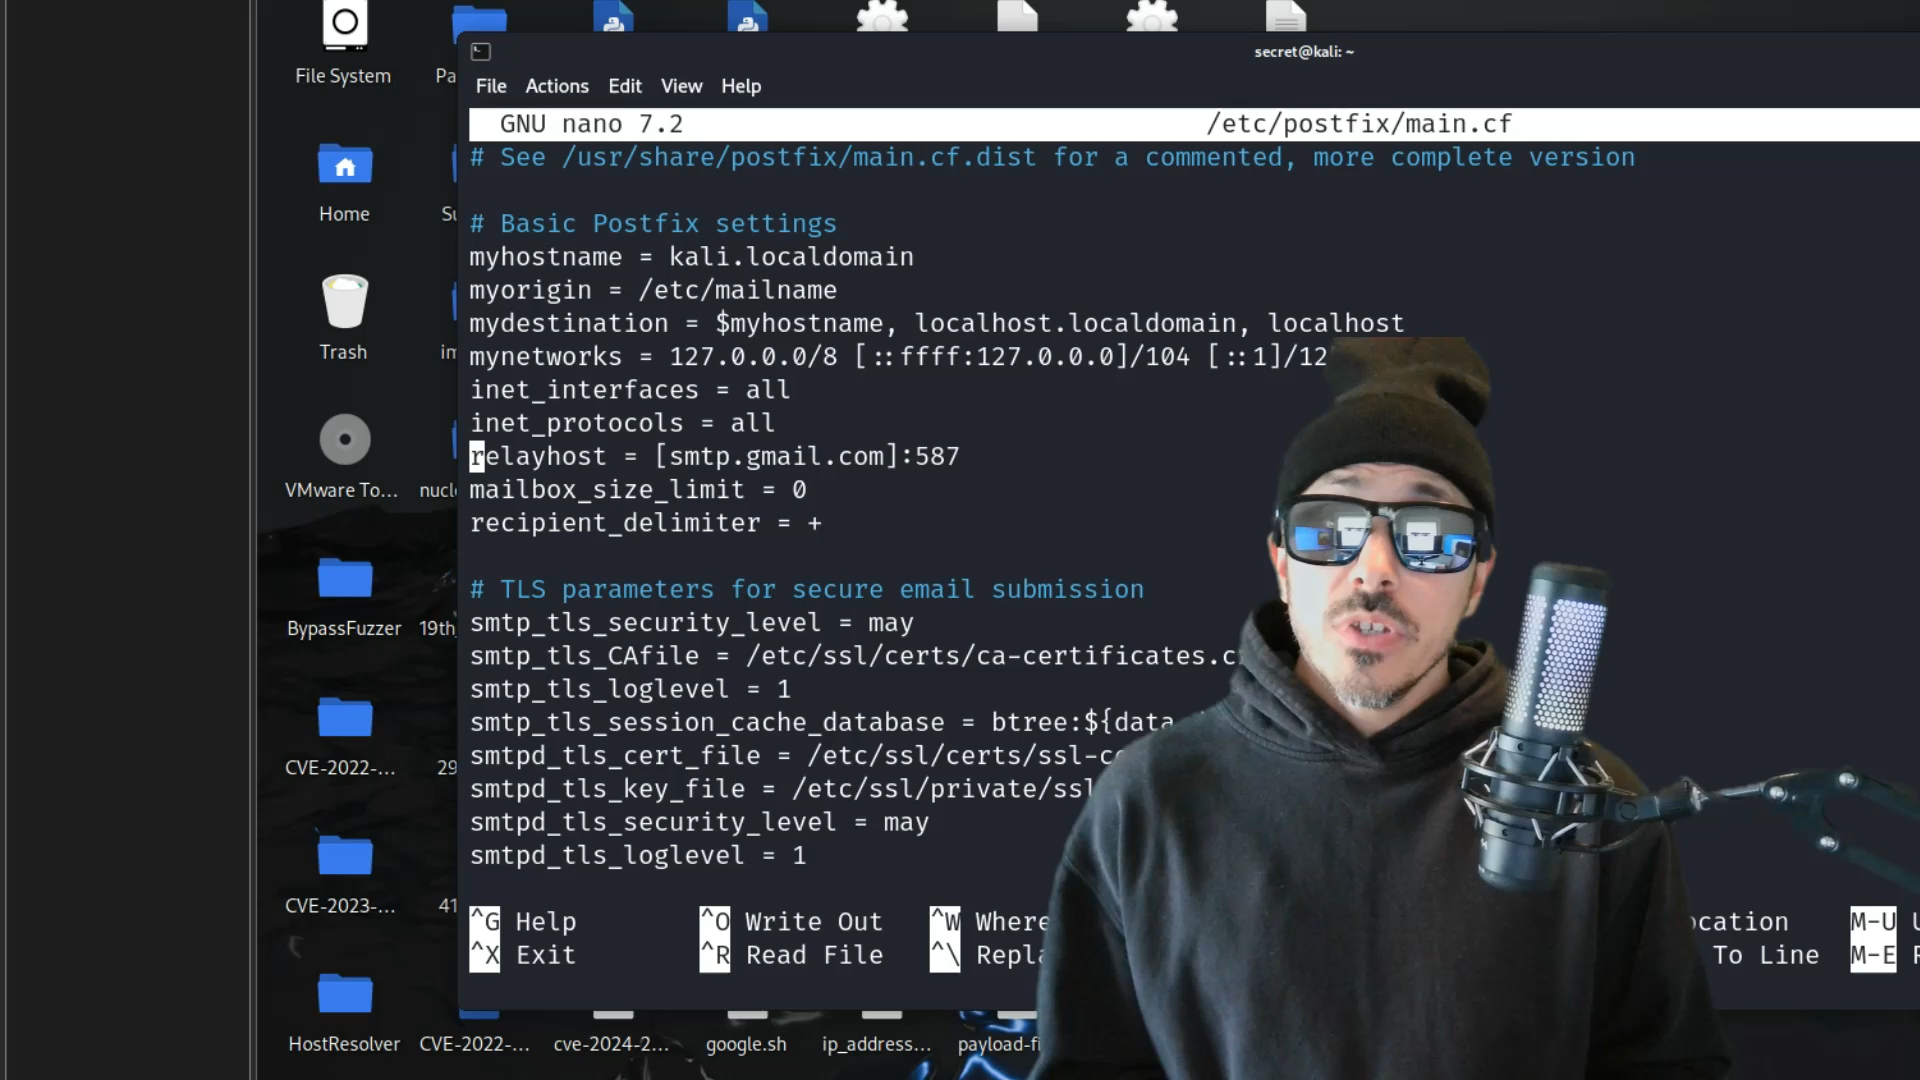 secret@kali: ~
File Actions Edit View Help
GNU nano 7.2 /etc/postfix/main.cf
# See /usr/share/postfix/main.cf.dist for a commented, more complete version
# Basic Postfix settings
myhostname = kali.localdomain
myorigin = /etc/mailname
mydestination = $myhostname, localhost.localdomain, localhost
mynetworks = 127.0.0.0/8 [::ffff:127.0.0.0]/104 [::1]/12
inet_interfaces = all
inet_protocols = all
relayhost = [smtp.gmail.com]:587
mailbox_size_limit = 0
recipient_delimiter = +
# TLS parameters for secure email submission
smtp_tls_security_level = may
smtp_tls_CAfile = /etc/ssl/certs/ca-certificates.c
smtp_tls_loglevel = 1
smtp_tls_session_cache_database = btree:${data
smtpd_tls_cert_file = /etc/ssl/certs/ssl-c
smtpd_tls_key_file = /etc/ssl/private/ssl
smtpd_tls_security_level = may
smtpd_tls_loglevel = 1
^G Help ^O Write Out ^W Where ocation M-U
^X Exit ^R Read File ^\ Repla To Line M-E
File System
Pa
Home
Su
Trash
im
VMware To... nucl
BypassFuzzer 19th
CVE-2022-... 29
CVE-2023-... 41
HostResolver CVE-2022-... cve-2024-2... google.sh ip_address... payload-fi